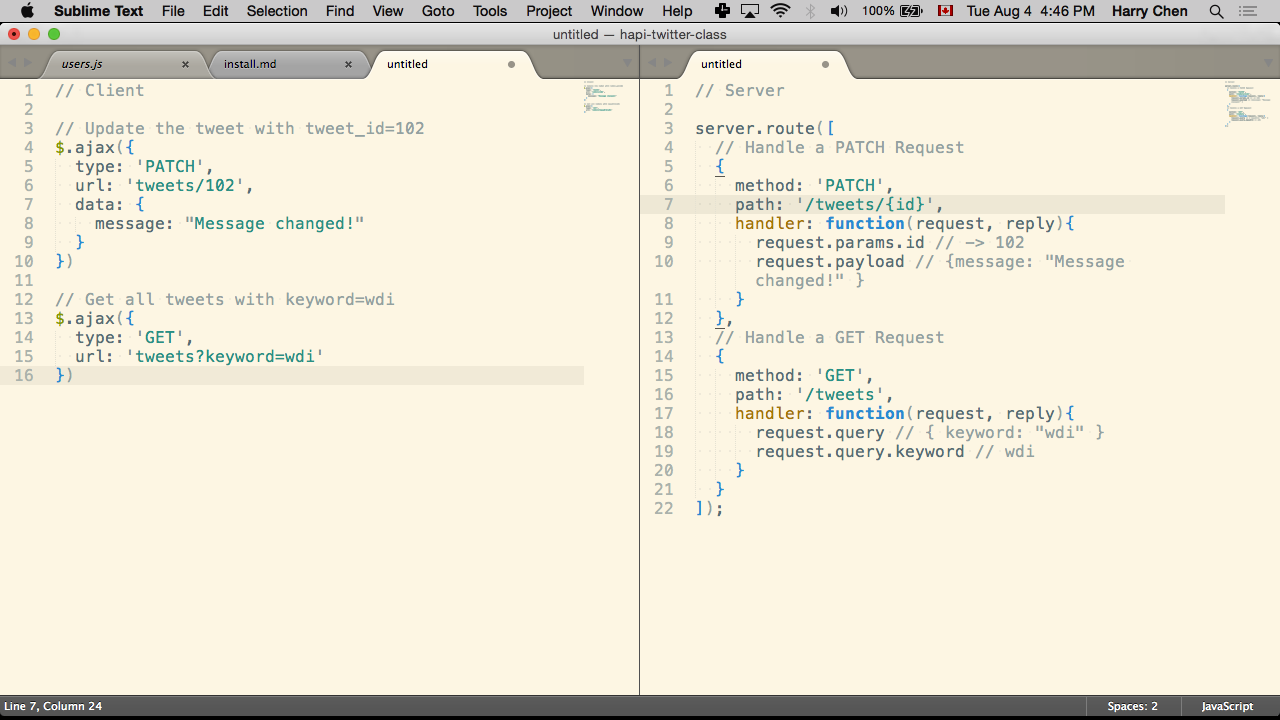 Sublime Text File Edit Selection Find View Goto Tools Project Window Help 100% Tue Aug 4 4:46 PM Harry Chen
untitled — hapi-twitter-class
users.js install.md untitled
1 // Client
2
3 // Update the tweet with tweet_id=102
4 $.ajax({
5 type: 'PATCH',
6 url: 'tweets/102',
7 data: {
8 message: "Message changed!"
9 }
10 })
11
12 // Get all tweets with keyword=wdi
13 $.ajax({
14 type: 'GET',
15 url: 'tweets?keyword=wdi'
16 })
untitled
1 // Server
2
3 server.route([
4 // Handle a PATCH Request
5 {
6 method: 'PATCH',
7 path: '/tweets/{id}',
8 handler: function(request, reply){
9 request.params.id // -> 102
10 request.payload // {message: "Message
changed!" }
11 }
12 },
13 // Handle a GET Request
14 {
15 method: 'GET',
16 path: '/tweets',
17 handler: function(request, reply){
18 request.query // { keyword: "wdi" }
19 request.query.keyword // wdi
20 }
21 }
22 ]);
Line 7, Column 24 Spaces: 2 JavaScript